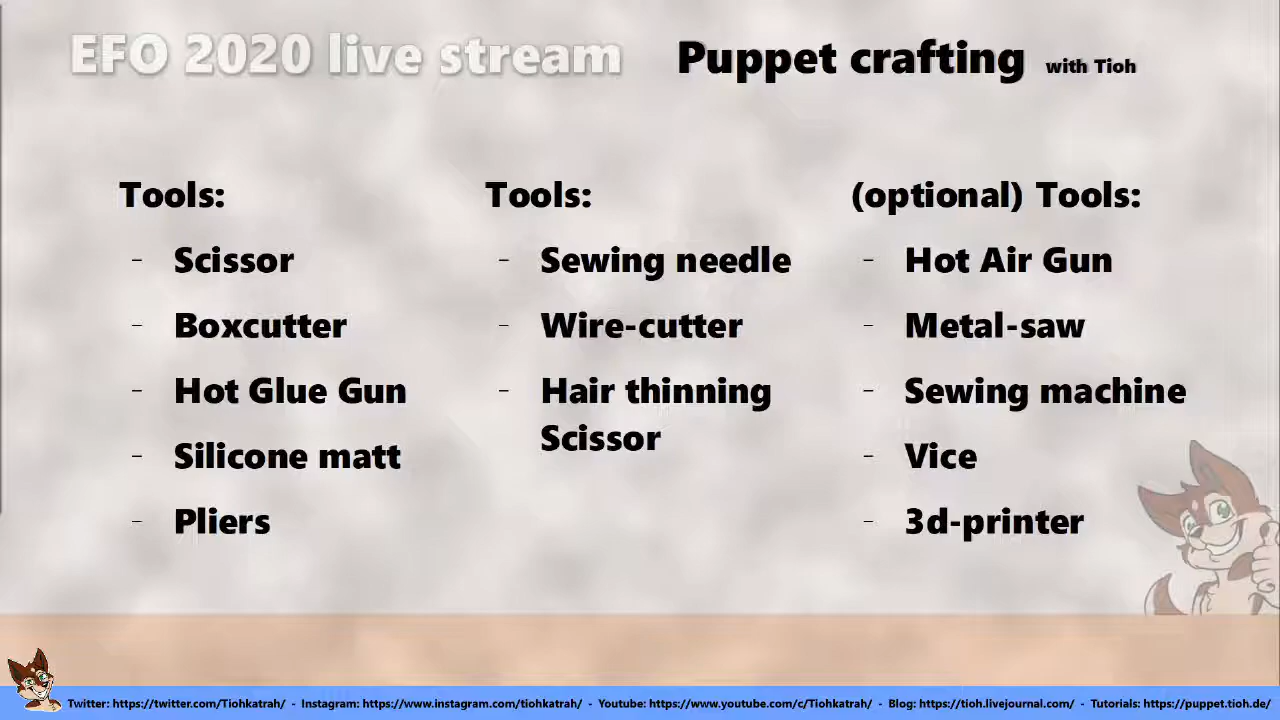 EFO 2020 live stream
Puppet crafting with Tioh
Tools:
- Scissor
- Boxcutter
- Hot Glue Gun
- Silicone matt
- Pliers
Tools:
- Sewing needle
- Wire-cutter
- Hair thinning
Scissor
(optional) Tools:
- Hot Air Gun
- Metal-saw
- Sewing machine
- Vice
- 3d-printer
Twitter: https://twitter.com/Tiohkatrah/ - Instagram: https://www.instagram.com/tiohkatrah/ - Youtube: https://www.youtube.com/c/Tiohkatrah/ - Blog: https://tioh.livejournal.com/ - Tutorials: https://puppet.tioh.de/